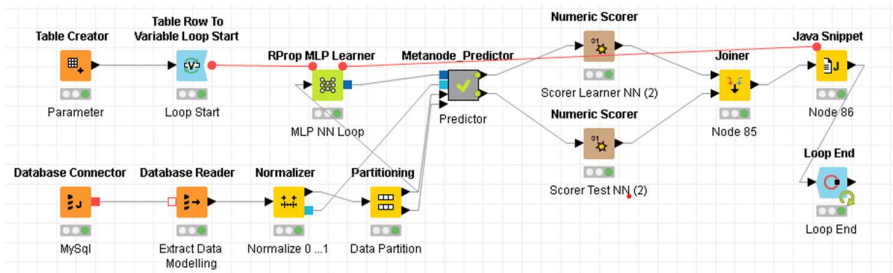 Numeric Scorer
Table Creator
Table Row To
Variable Loop Start
RProp MLP Learner
Metanode_Predictor
Joiner
Java Snippet
Scorer Learner NN (2)
Parameter
Loop Start
MLP NN Loop
Predictor
Numeric Scorer
Node 85
Node 86
Database Connector
Database Reader
Normalizer
Partitioning
Loop End
Scorer Test NN (2)
MySql
Extract Data
Modelling
Normalize 0 ...1
Data Partition
Loop End